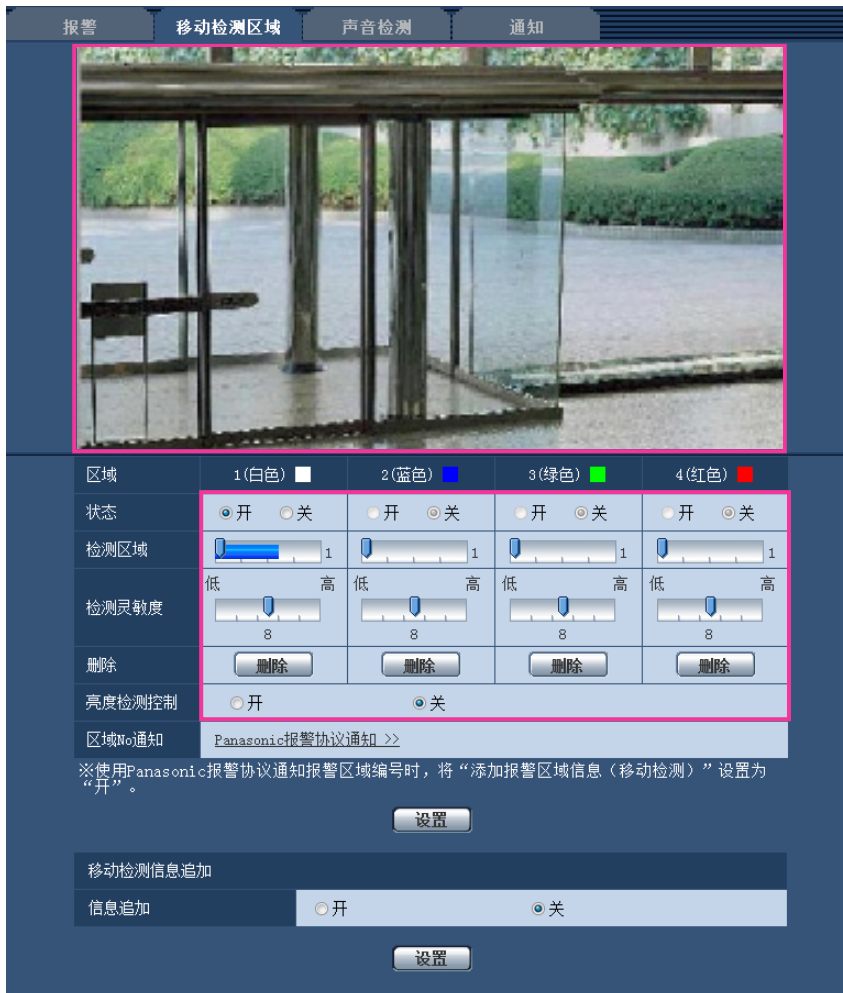 报警 移动检测区域 声音检测 通知
区域 1(白色) 2(蓝色) 3(绿色) 4(红色)
状态 开 关 开 关 开 关 开 关
检测区域 1 1 1 1
低 高 低 高 低 高 低 高
检测灵敏度
8 8 8 8
删除 删除 删除 删除 删除
亮度检测控制 开 关
区域No通知 Panasonic报警协议通知 >>
※使用Panasonic报警协议通知报警区域编号时，将“添加报警区域信息（移动检测）”设置为
“开”。
设置
移动检测信息追加
信息追加 开 关
设置